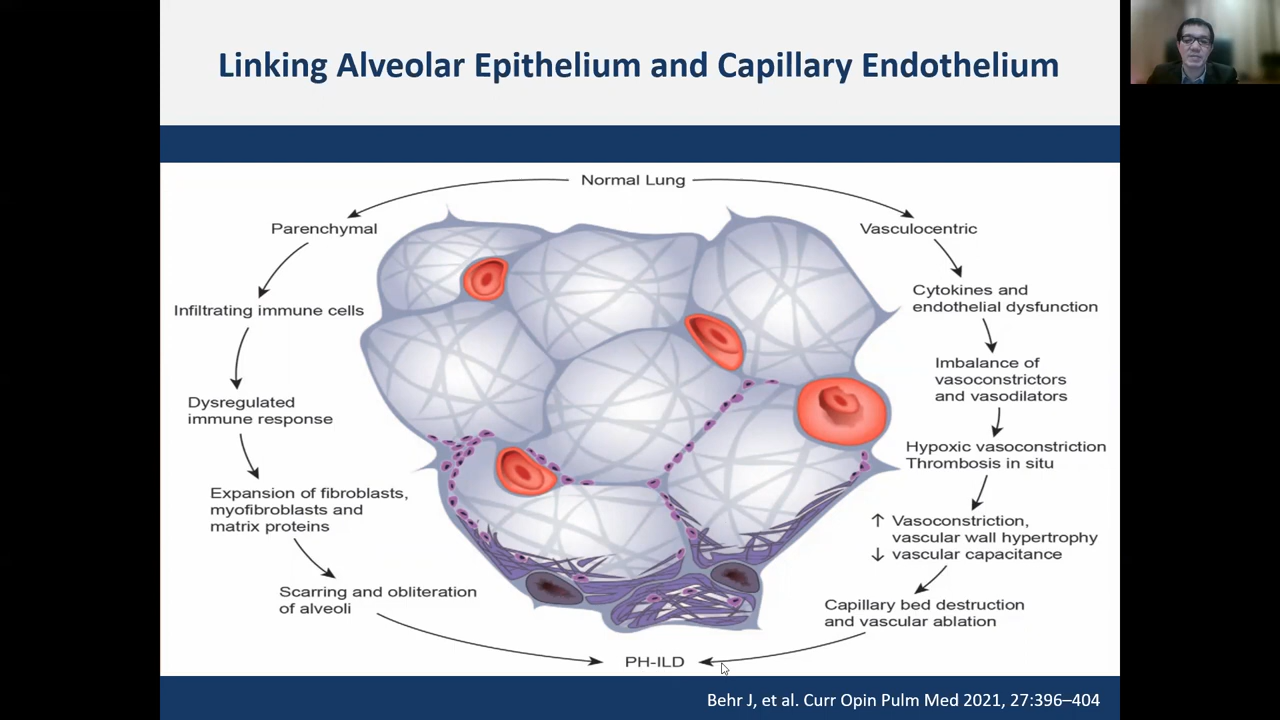 Linking Alveolar Epithelium and Capillary Endothelium
Normal Lung
Parenchymal
Infiltrating immune cells
Dysregulated
immune response
Expansion of fibroblasts,
myofibroblasts and
matrix proteins
Scarring and obliteration
of alveoli
Vasculocentric
Cytokines and
endothelial dysfunction
Imbalance of
vasoconstrictors
and vasodilators
Hypoxic vasoconstriction
Thrombosis in situ
↑ Vasoconstriction,
vascular wall hypertrophy
↓ vascular capacitance
Capillary bed destruction
and vascular ablation
PH-ILD
Behr J, et al. Curr Opin Pulm Med 2021, 27:396–404